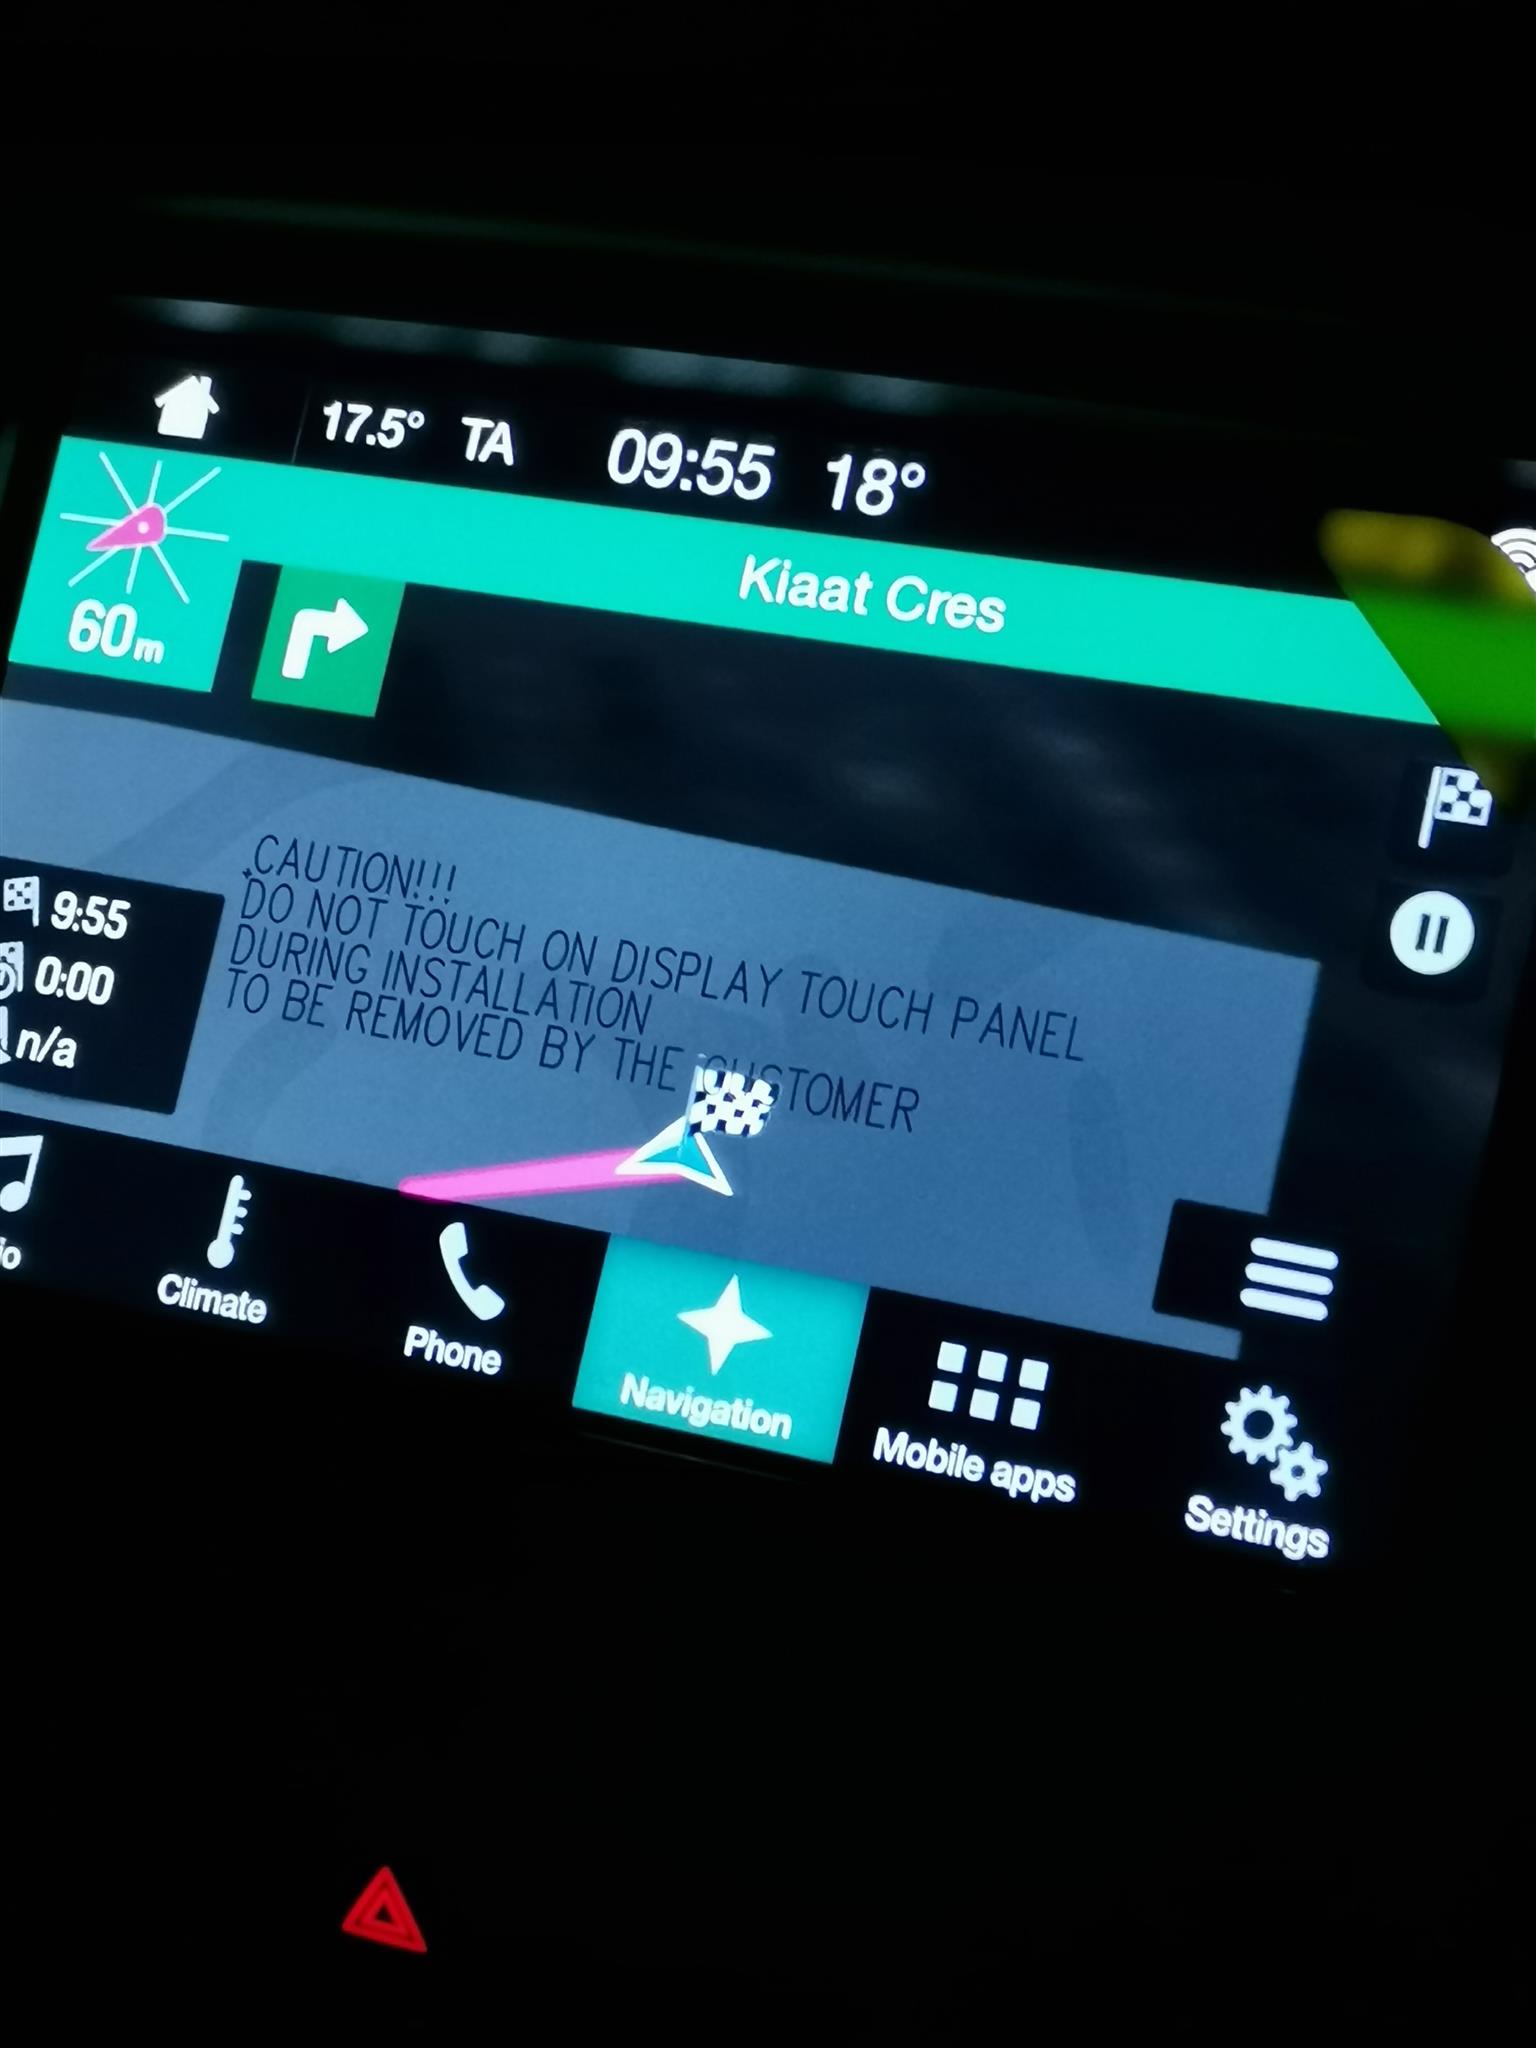 17.5° TA 09:55 18°
Kiaat Cres
60m
CAUTION!!!
DO NOT TOUCH ON DISPLAY TOUCH PANEL
DURING INSTALLATION
TO BE REMOVED BY THE CUSTOMER
9:55
0:00
n/a
Climate
Phone
Navigation
Mobile apps
Settings